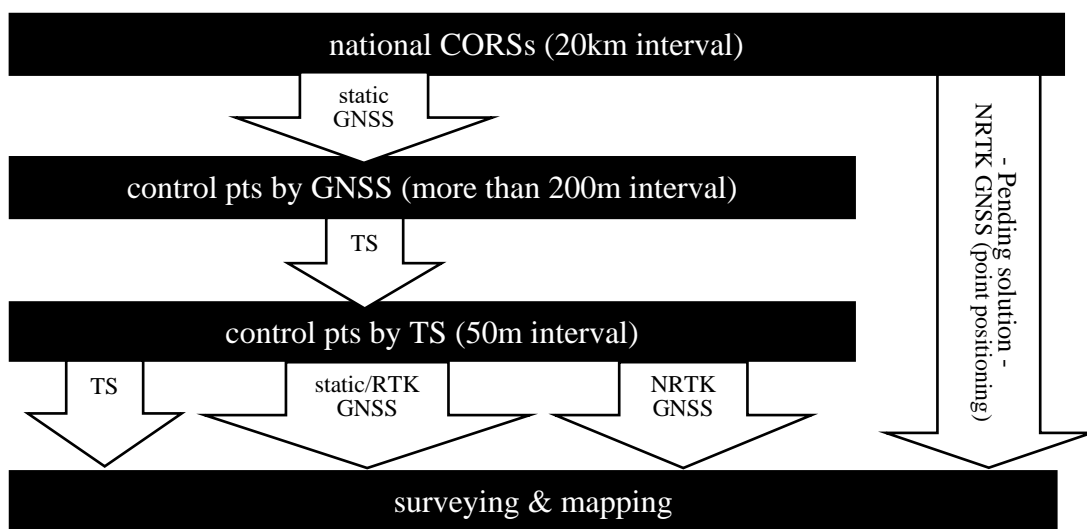 national CORSs (20km interval)
static
GNSS
control pts by GNSS (more than 200m interval)
TS
control pts by TS (50m interval)
TS
static/RTK
GNSS
NRTK
GNSS
- Pending solution -
NRTK GNSS (point positioning)
surveying & mapping